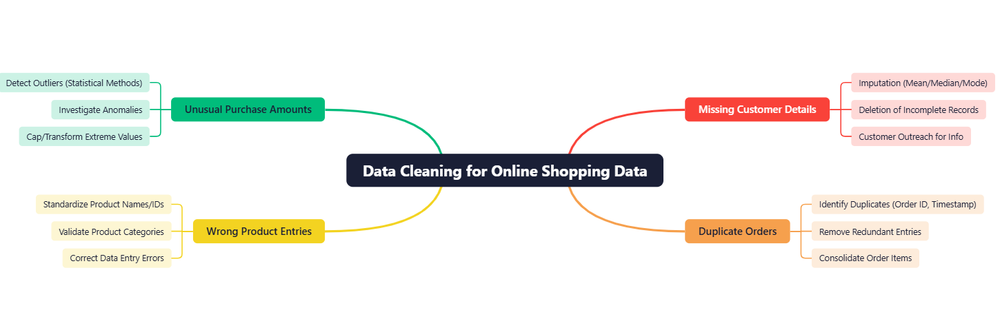 Data Cleaning for Online Shopping Data
Missing Customer Details
Imputation (Mean/Median/Mode)
Deletion of Incomplete Records
Customer Outreach for Info
Duplicate Orders
Identify Duplicates (Order ID, Timestamp)
Remove Redundant Entries
Consolidate Order Items
Unusual Purchase Amounts
Detect Outliers (Statistical Methods)
Investigate Anomalies
Cap/Transform Extreme Values
Wrong Product Entries
Standardize Product Names/IDs
Validate Product Categories
Correct Data Entry Errors